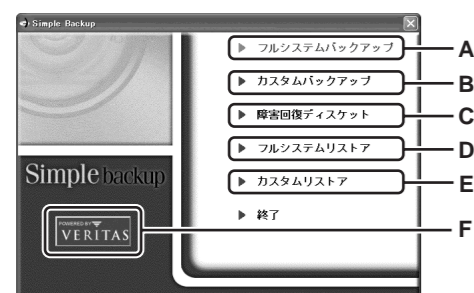 Simple Backup
▶ フルシステムバックアップ
A
▶ カスタムバックアップ
B
▶ 障害回復ディスケット
C
▶ フルシステムリストア
D
▶ カスタムリストア
E
▶ 終了
Simple backup
POWERED BY
VERITAS
F